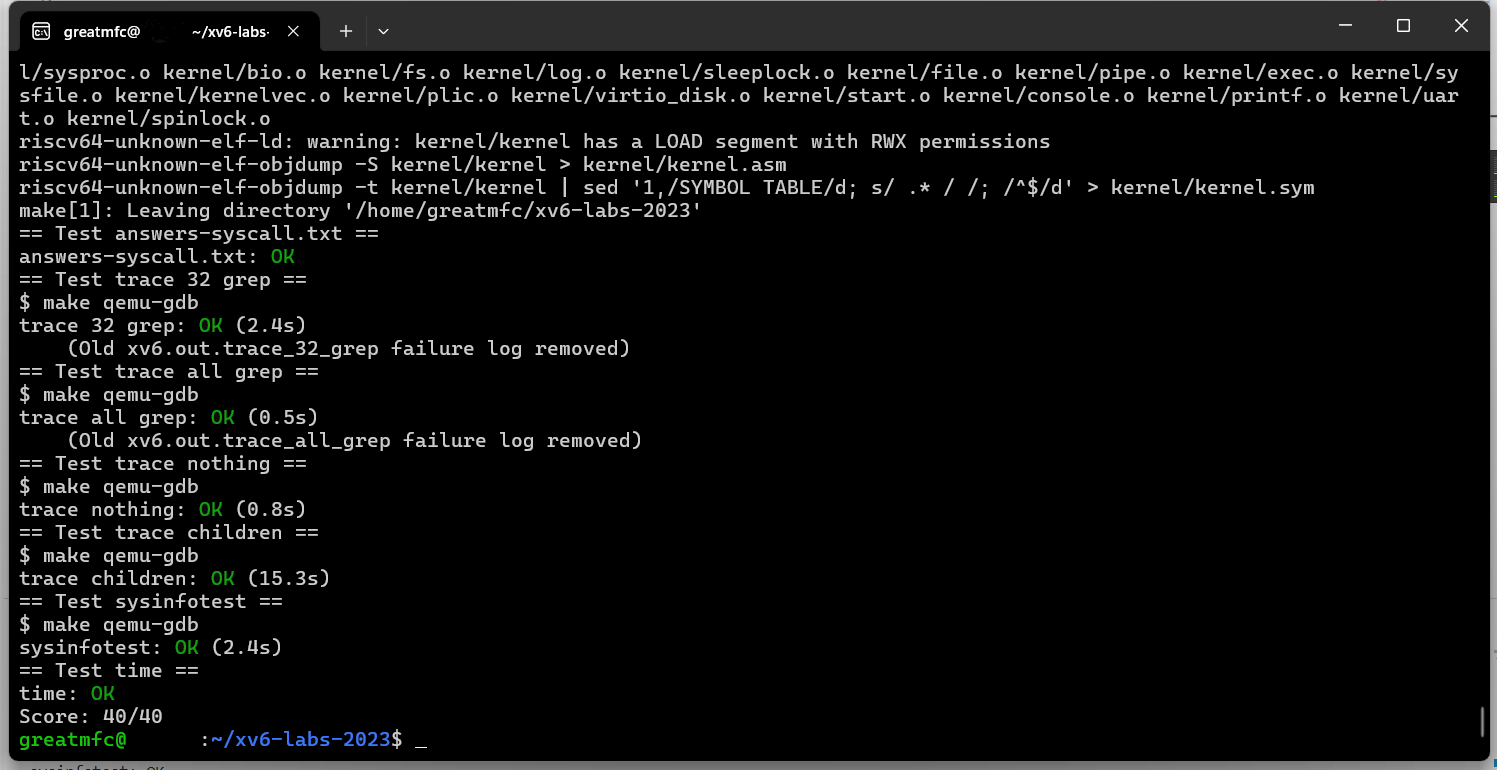 greatmfc@ ~/xv6-labs-
l/sysproc.o kernel/bio.o kernel/fs.o kernel/log.o kernel/sleeplock.o kernel/file.o kernel/pipe.o kernel/exec.o kernel/sy
sfile.o kernel/kernelvec.o kernel/plic.o kernel/virtio_disk.o kernel/start.o kernel/console.o kernel/printf.o kernel/uar
t.o kernel/spinlock.o
riscv64-unknown-elf-ld: warning: kernel/kernel has a LOAD segment with RWX permissions
riscv64-unknown-elf-objdump -S kernel/kernel > kernel/kernel.asm
riscv64-unknown-elf-objdump -t kernel/kernel | sed '1,/SYMBOL TABLE/d; s/ .* / /; /^$/d' > kernel/kernel.sym
make[1]: Leaving directory '/home/greatmfc/xv6-labs-2023'
== Test answers-syscall.txt ==
answers-syscall.txt: OK
== Test trace 32 grep ==
$ make qemu-gdb
trace 32 grep: OK (2.4s)
    (Old xv6.out.trace_32_grep failure log removed)
== Test trace all grep ==
$ make qemu-gdb
trace all grep: OK (0.5s)
    (Old xv6.out.trace_all_grep failure log removed)
== Test trace nothing ==
$ make qemu-gdb
trace nothing: OK (0.8s)
== Test trace children ==
$ make qemu-gdb
trace children: OK (15.3s)
== Test sysinfotest ==
$ make qemu-gdb
sysinfotest: OK (2.4s)
== Test time ==
time: OK
Score: 40/40
greatmfc@ :~/xv6-labs-2023$ _